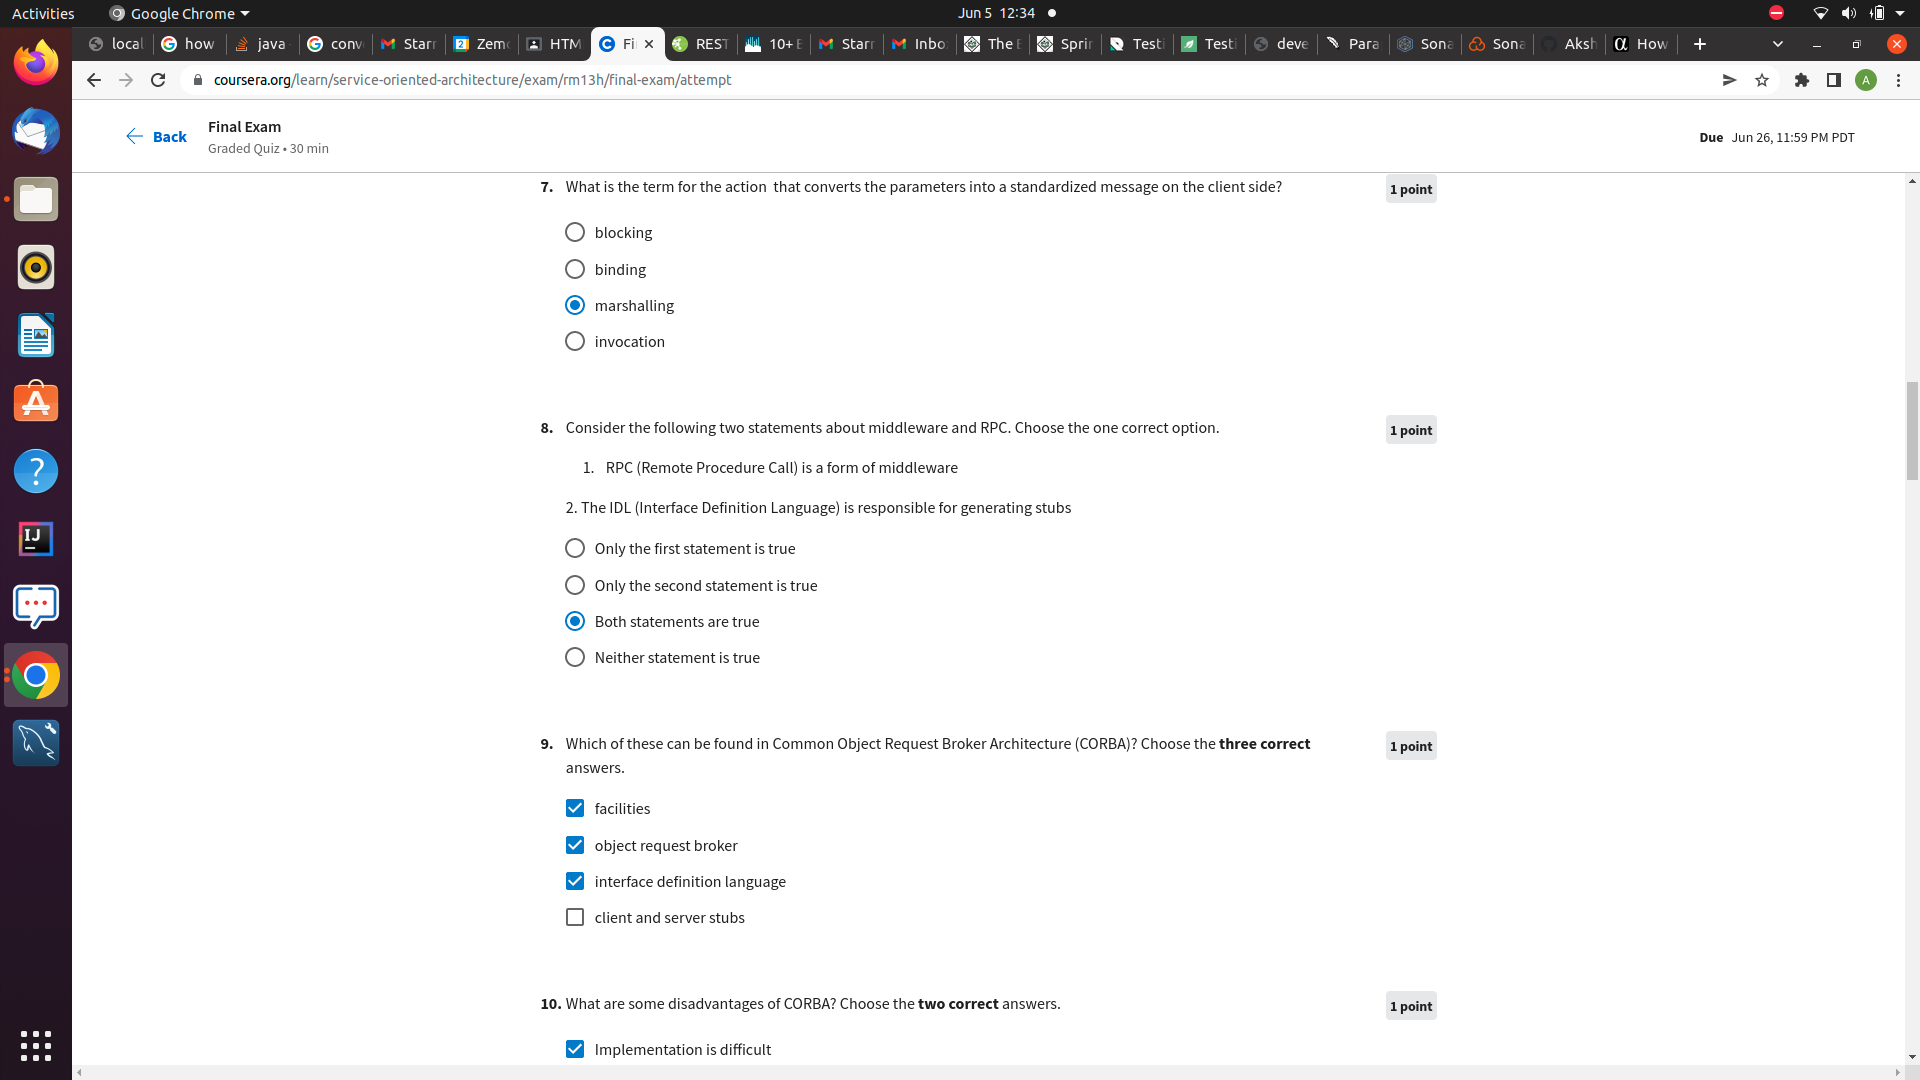 Activities
Google Chrome
Jun 5 12:34
local
how
java
conv
Starr
Zem
HTM
Fi
REST
10+ E
Starr
Inbo
The E
Sprir
Testi
Testi
deve
Para
Sona
Sona
Aksh
How
coursera.org/learn/service-oriented-architecture/exam/rm13h/final-exam/attempt
A
Back
Final Exam
Graded Quiz • 30 min
Due Jun 26, 11:59 PM PDT
7. What is the term for the action that converts the parameters into a standardized message on the client side?
1 point
blocking
binding
marshalling
invocation
8. Consider the following two statements about middleware and RPC. Choose the one correct option.
1 point
1. RPC (Remote Procedure Call) is a form of middleware
2. The IDL (Interface Definition Language) is responsible for generating stubs
Only the first statement is true
Only the second statement is true
Both statements are true
Neither statement is true
9. Which of these can be found in Common Object Request Broker Architecture (CORBA)? Choose the three correct
answers.
1 point
facilities
object request broker
interface definition language
client and server stubs
10. What are some disadvantages of CORBA? Choose the two correct answers.
1 point
Implementation is difficult